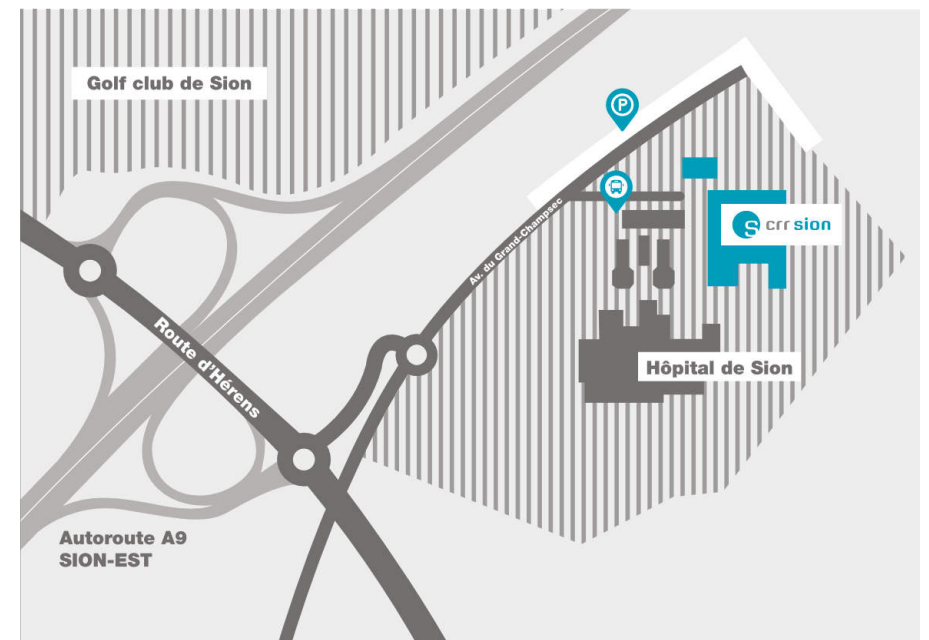 Golf club de Sion
P
Av. du Grand-Champsec
crr sion
Route d'Hérens
Hôpital de Sion
Autoroute A9
SION-EST